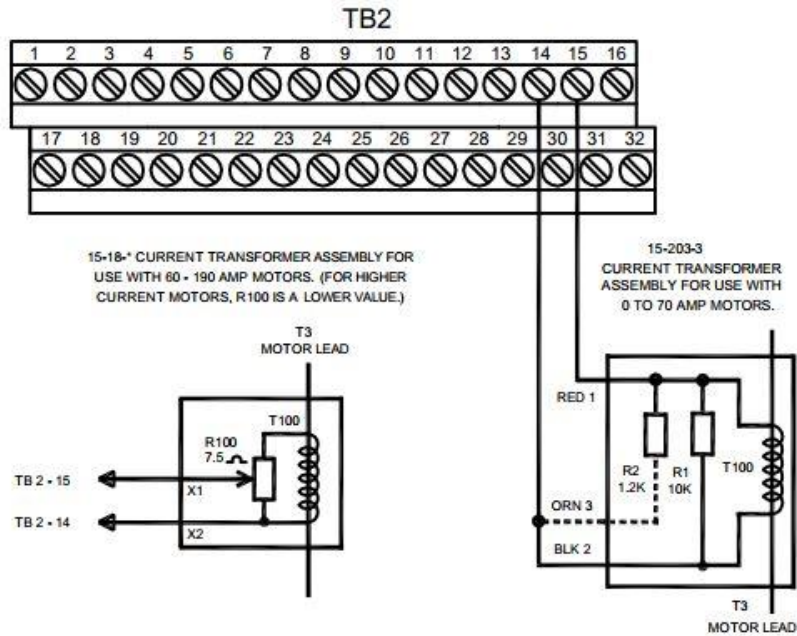 TB2
1 2 3 4 5 6 7 8 9 10 11 12 13 14 15 16
17 18 19 20 21 22 23 24 25 26 27 28 29 30 31 32
15-18-* CURRENT TRANSFORMER ASSEMBLY FOR
USE WITH 60 - 190 AMP MOTORS. (FOR HIGHER
CURRENT MOTORS, R100 IS A LOWER VALUE.)
T3
MOTOR LEAD
T100
R100
7.5
TB 2 - 15
X1
TB 2 - 14
X2
15-203-3
CURRENT TRANSFORMER
ASSEMBLY FOR USE WITH
0 TO 70 AMP MOTORS.
RED 1
R2
1.2K
R1
10K
T100
ORN 3
BLK 2
T3
MOTOR LEAD